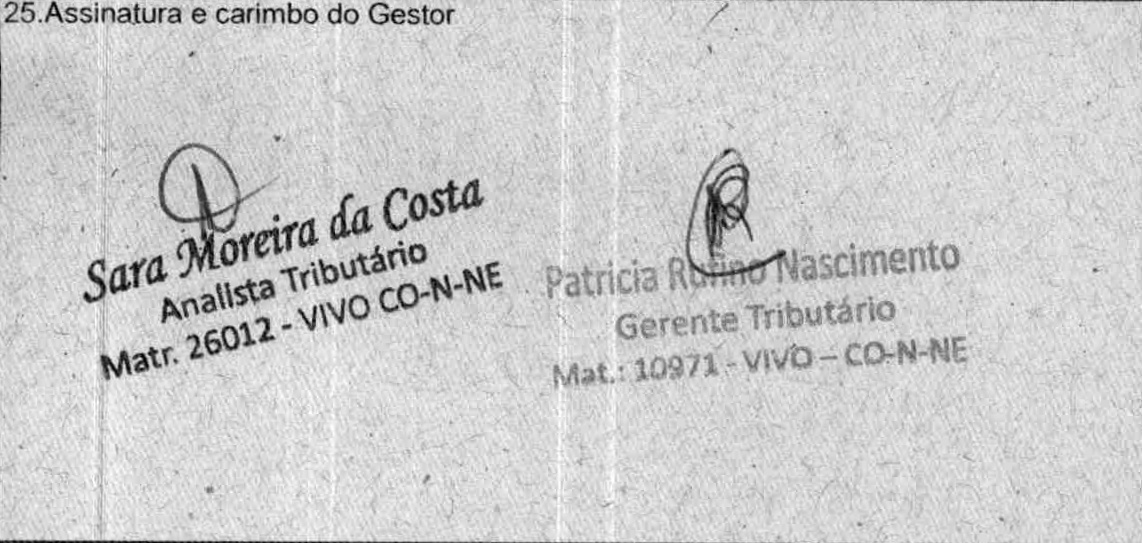 25.Assinatura e carimbo do Gestor
Sara Moreira da Costa
Analista Tributário
Matr. 26012 - VIVO CO-N-NE
Patricia Rufino Nascimento
Gerente Tributário
Mat.: 10971 - VIVO – CO-N-NE